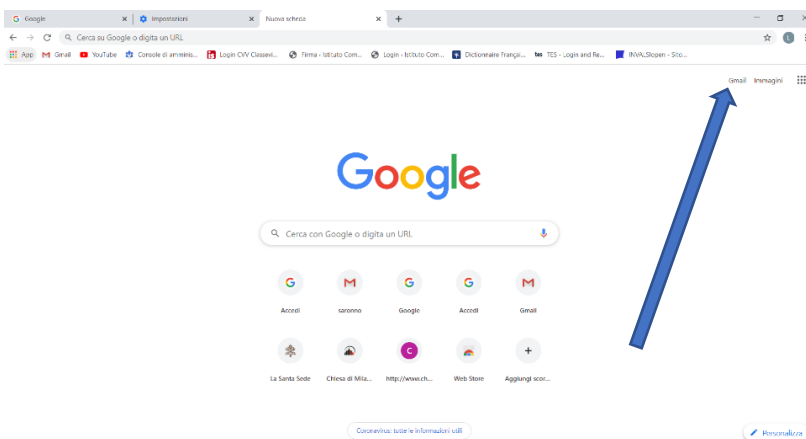 Google
Impostazioni
Nuova scheda
Cerca su Google o digita un URL
App
Gmail
YouTube
Console di amminis...
Login CVV Classevi...
Firma - Istituto Com...
Login - Istituto Com...
Dictionnaire Françai...
TES - Login and Re...
INVALSIopen - Sito...
Gmail Immagini
Google
Cerca con Google o digita un URL
Accedi
saronno
Google
Accedi
Gmail
La Santa Sede
Chiesa di Mila...
http://www.ch...
Web Store
Aggiungi scor...
Coronavirus: tutte le informazioni utili
Personalizza